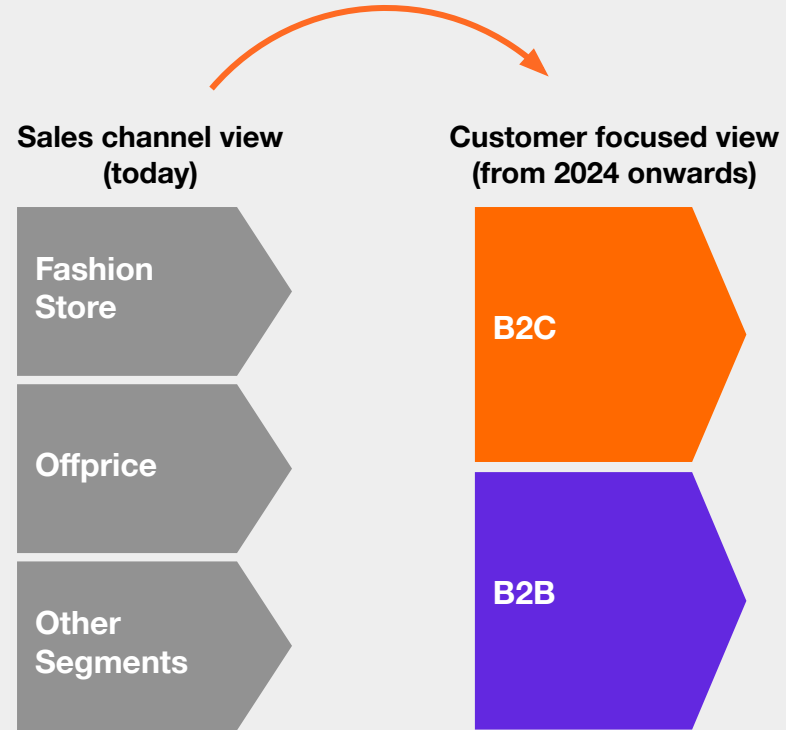 Sales channel view
(today)
Fashion
Store
Offprice
Other
Segments
Customer focused view
(from 2024 onwards)
B2C
B2B